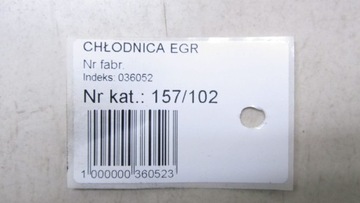 CHŁODNICA EGR
Nr fabr.
Indeks: 036052
Nr kat.: 157/102
1 000000 360523